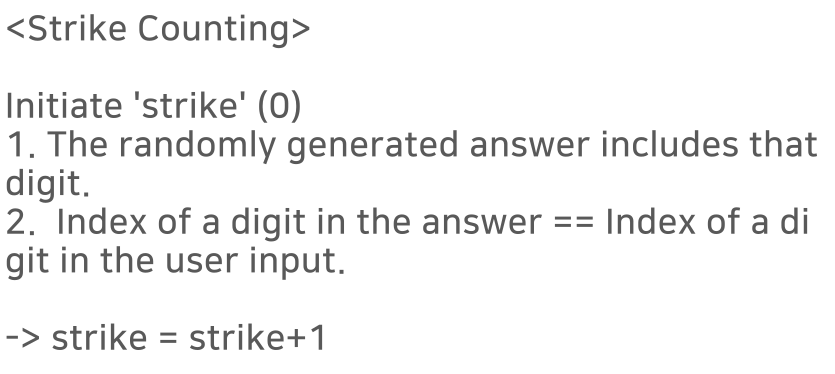 <Strike Counting>
Initiate 'strike' (0)
1. The randomly generated answer includes that
digit.
2.  Index of a digit in the answer == Index of a di
git in the user input.
-> strike = strike+1